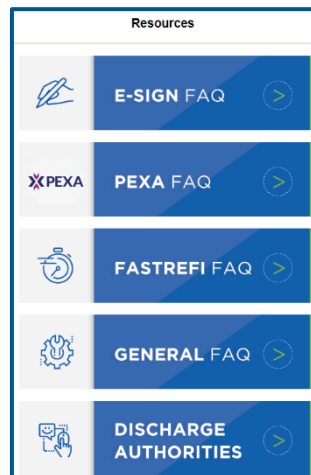 Resources
E-SIGN FAQ
PEXA
PEXA FAQ
FASTREFI FAQ
GENERAL FAQ
DISCHARGE
AUTHORITIES